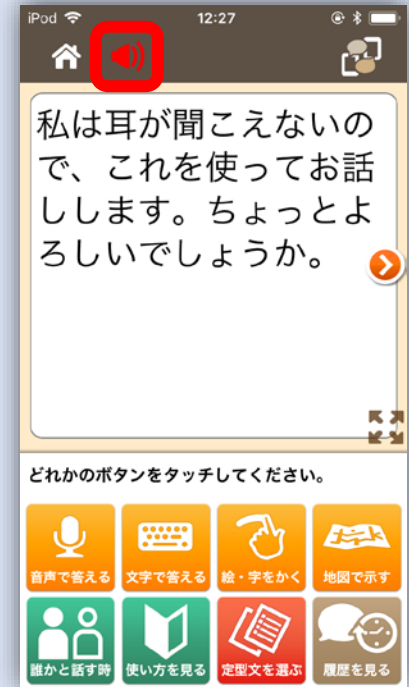 iPod 12:27
私は耳が聞こえないの
で、これを使ってお話
しします。ちょっとよ
ろしいでしょうか。
どれかのボタンをタッチしてください。
音声で答える 文字で答える 絵・字をかく 地図で示す
誰かと話す時 使い方を見る 定型文を選ぶ 履歴を見る